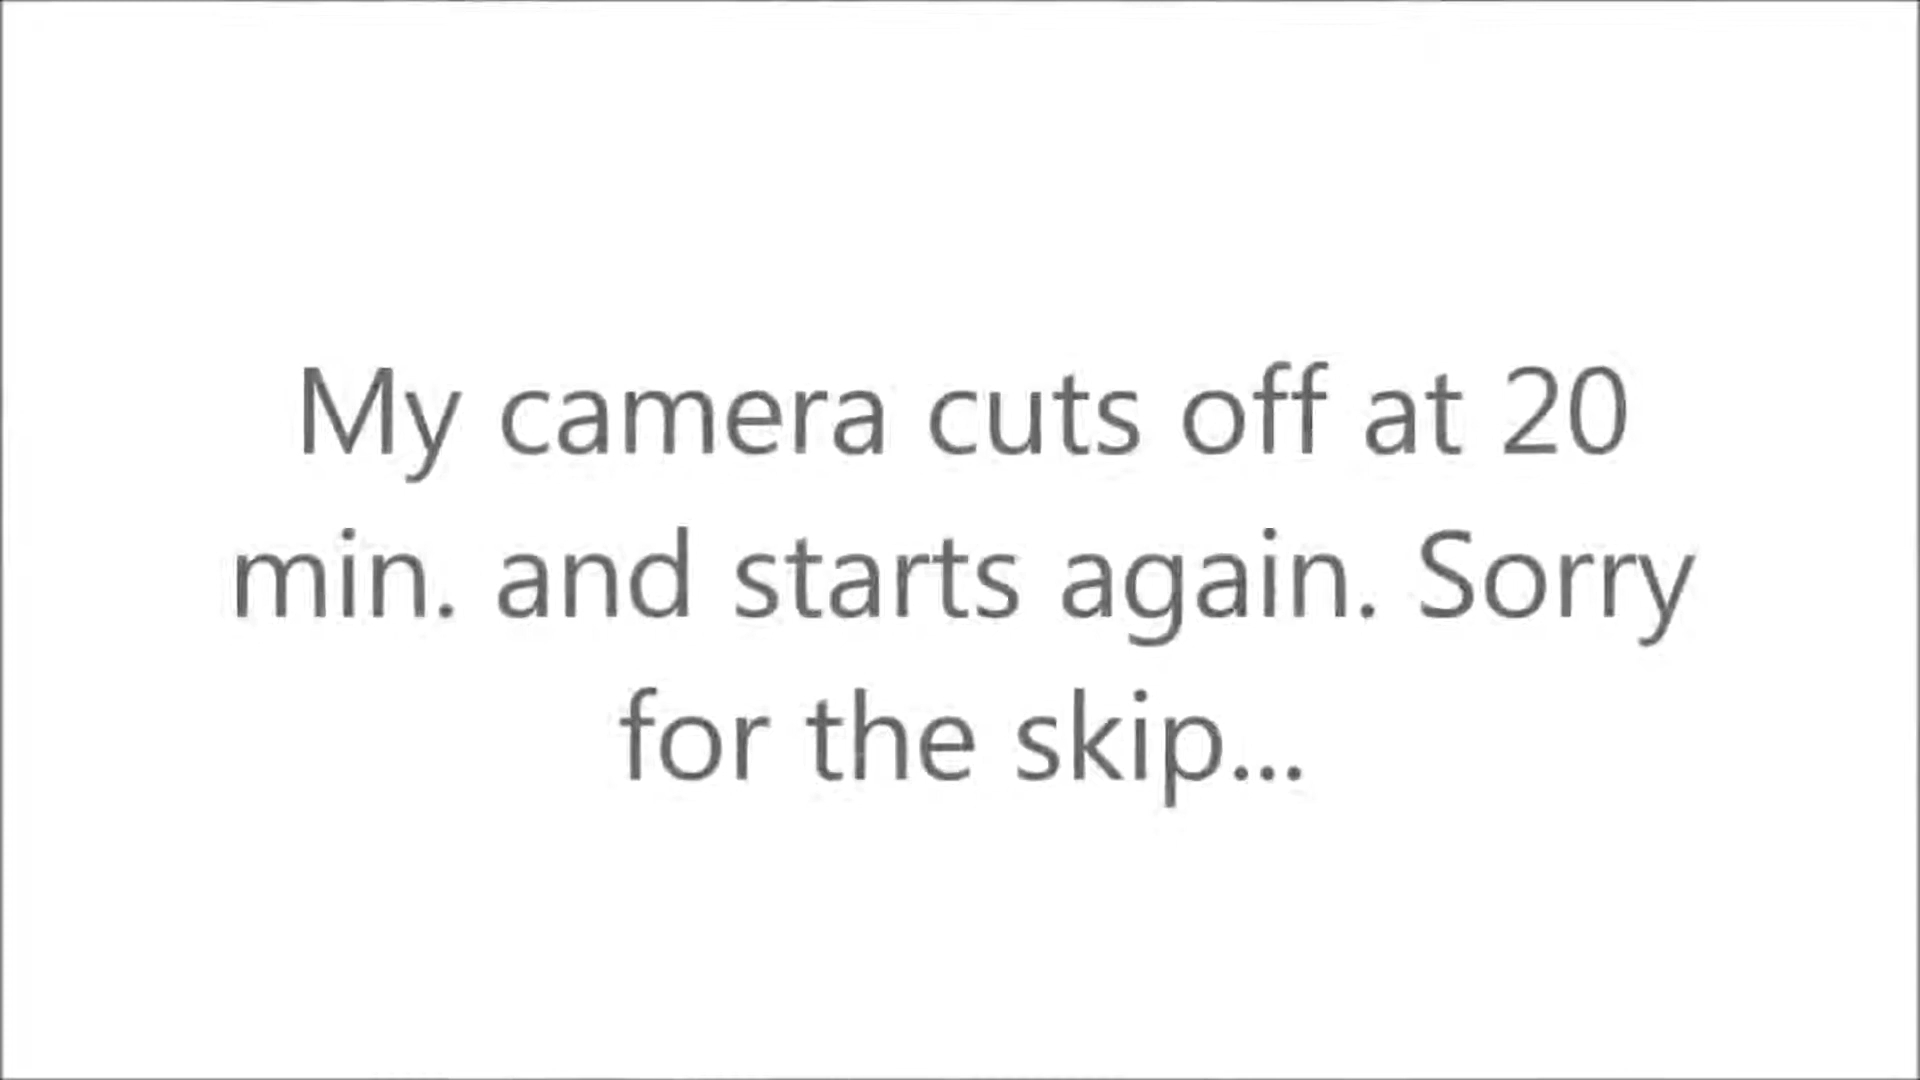 My camera cuts off at 20
min. and starts again. Sorry
for the skip...